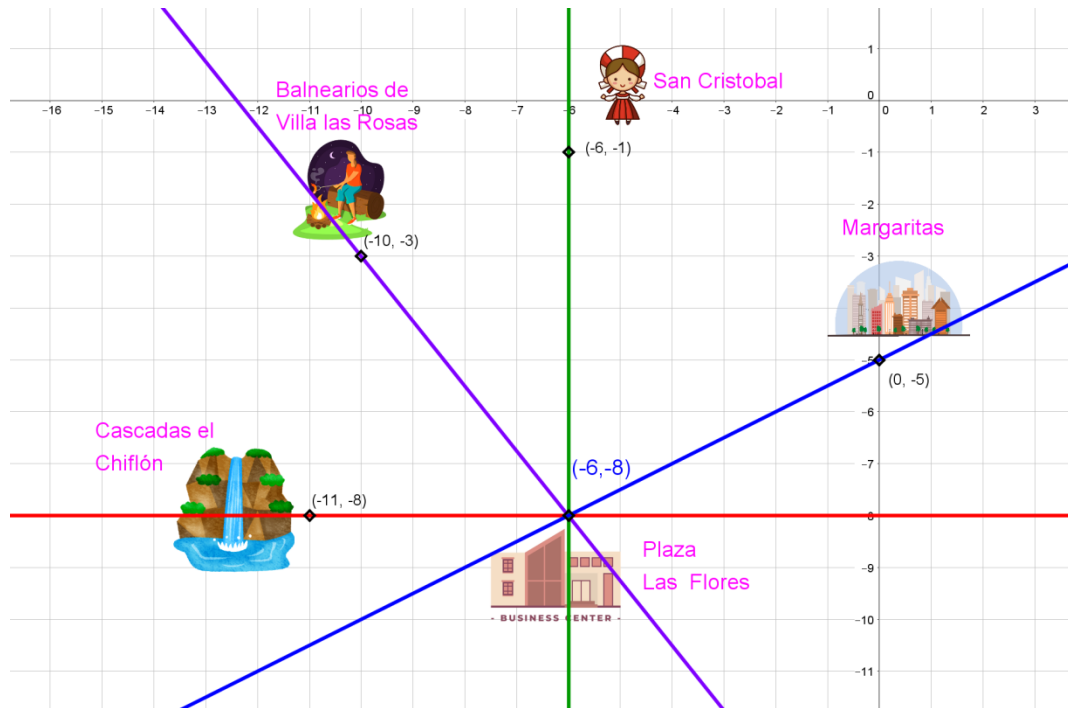 1
San Cristobal
Balnearios de
Villa las Rosas
0
-16 -15 -14 -13 -12 -11 -10 -9 -8 -7 -6 -5 -4 -3 -2 -1 0 1 2 3
-1
(-6, -1)
-2
Margaritas
(-10, -3)
-3
-4
-5
(0, -5)
-6
Cascadas el
Chiflón
-7
(-6,-8)
(-11, -8)
-8
Plaza
Las Flores
-9
- BUSINESS CENTER -
-10
-11